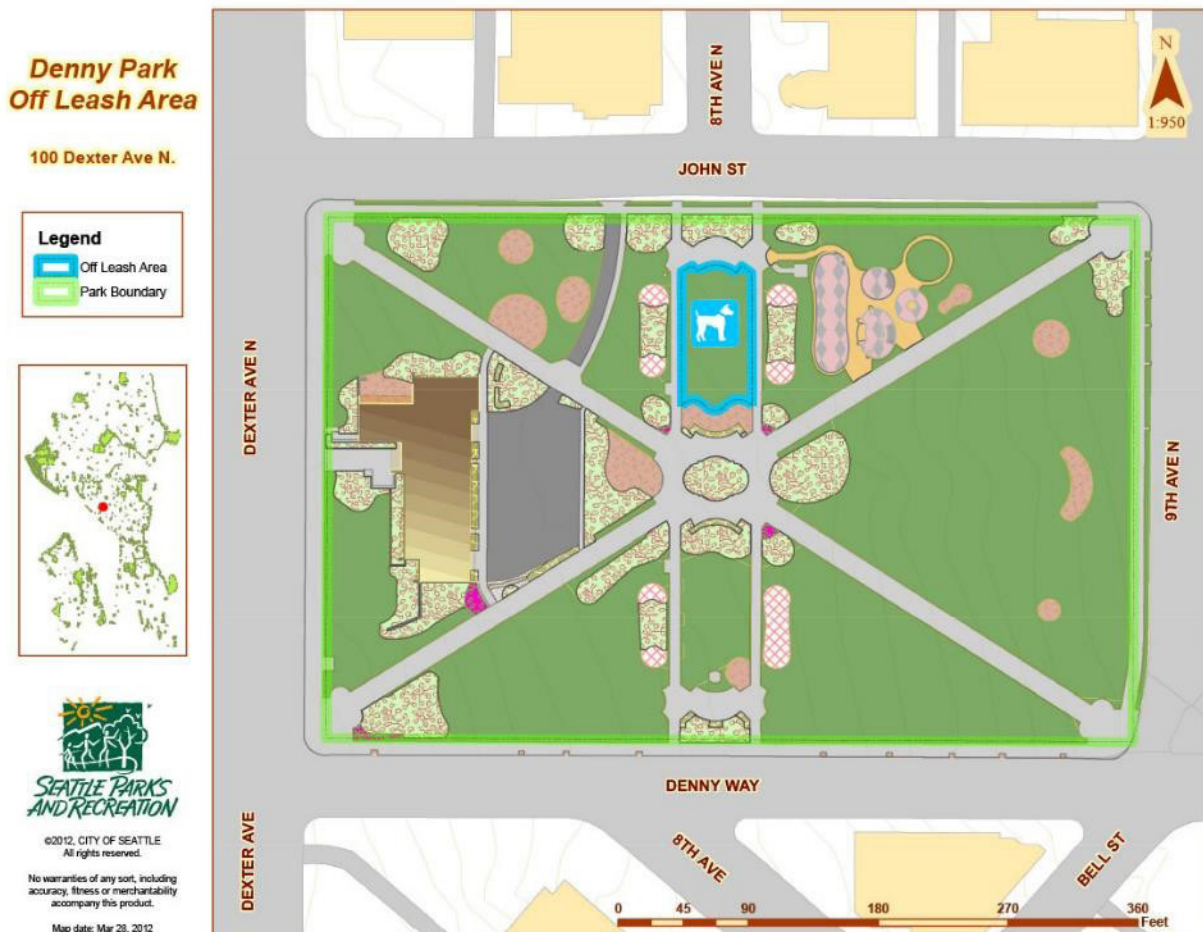 Denny Park
Off Leash Area
100 Dexter Ave N.
Legend
Off Leash Area
Park Boundary
SEATTLE PARKS
AND RECREATION
©2012, CITY OF SEATTLE
All rights reserved.
No warranties of any sort, including
accuracy, fitness or merchantability
accompany this product.
Map date: Mar 28, 2012
8TH AVE N
N
1:950
JOHN ST
DEXTER AVE N
9TH AVE N
DENNY WAY
DEXTER AVE
8TH AVE
BELL ST
0 45 90 180 270 360
Feet